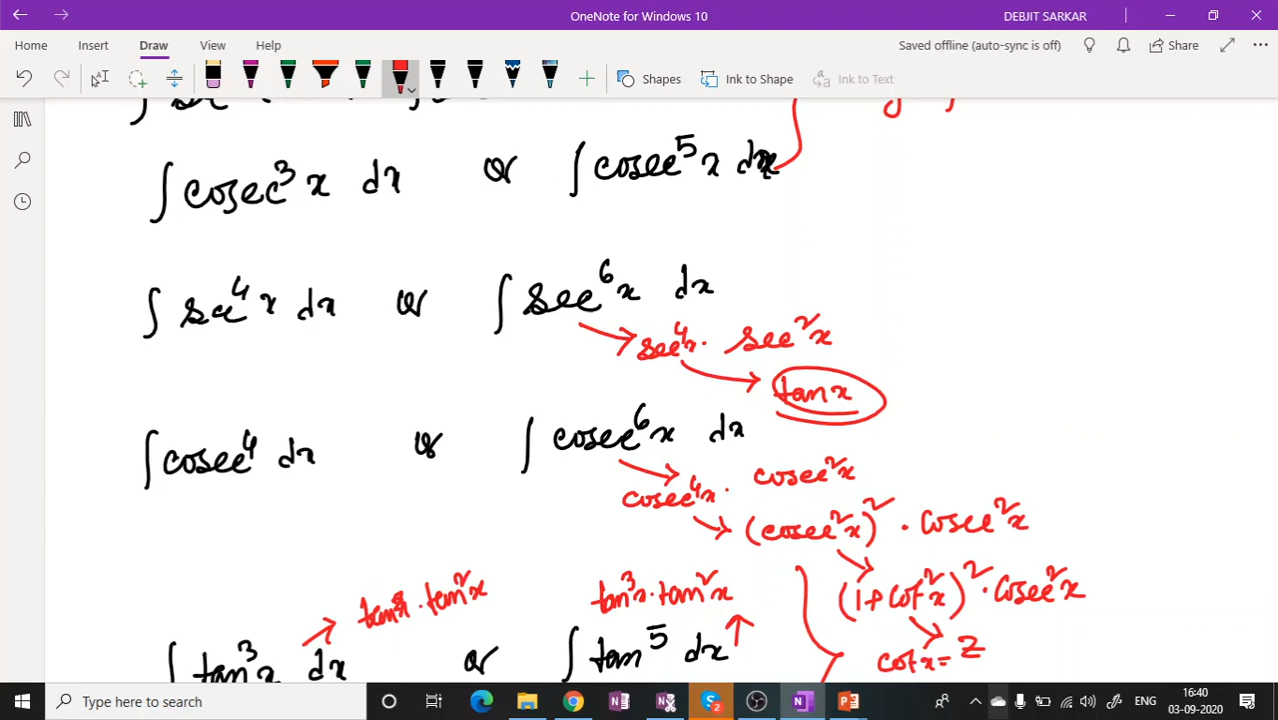 OneNote for Windows 10
DEBJIT SARKAR
Home Insert Draw View Help
Saved offline (auto-sync is off)
Share
Shapes
Ink to Shape
Ink to Text
∫ cosec³x dx or ∫ cosec⁵x dx
∫ sec⁴x dx or ∫ sec⁶x dx
sec⁴x · sec²x
tanx
∫ cosec⁴ dx or ∫ cosec⁶x dx
cosec⁴x · cosec²x
(cosec²x)² · cosec²x
tan x · tan²x
tan³x · tan²x
(1+cot²x)² · cosec²x
∫ tan³x dx or ∫ tan⁵ dx
cotx = z
Type here to search
2
ENG
16:40
03-09-2020